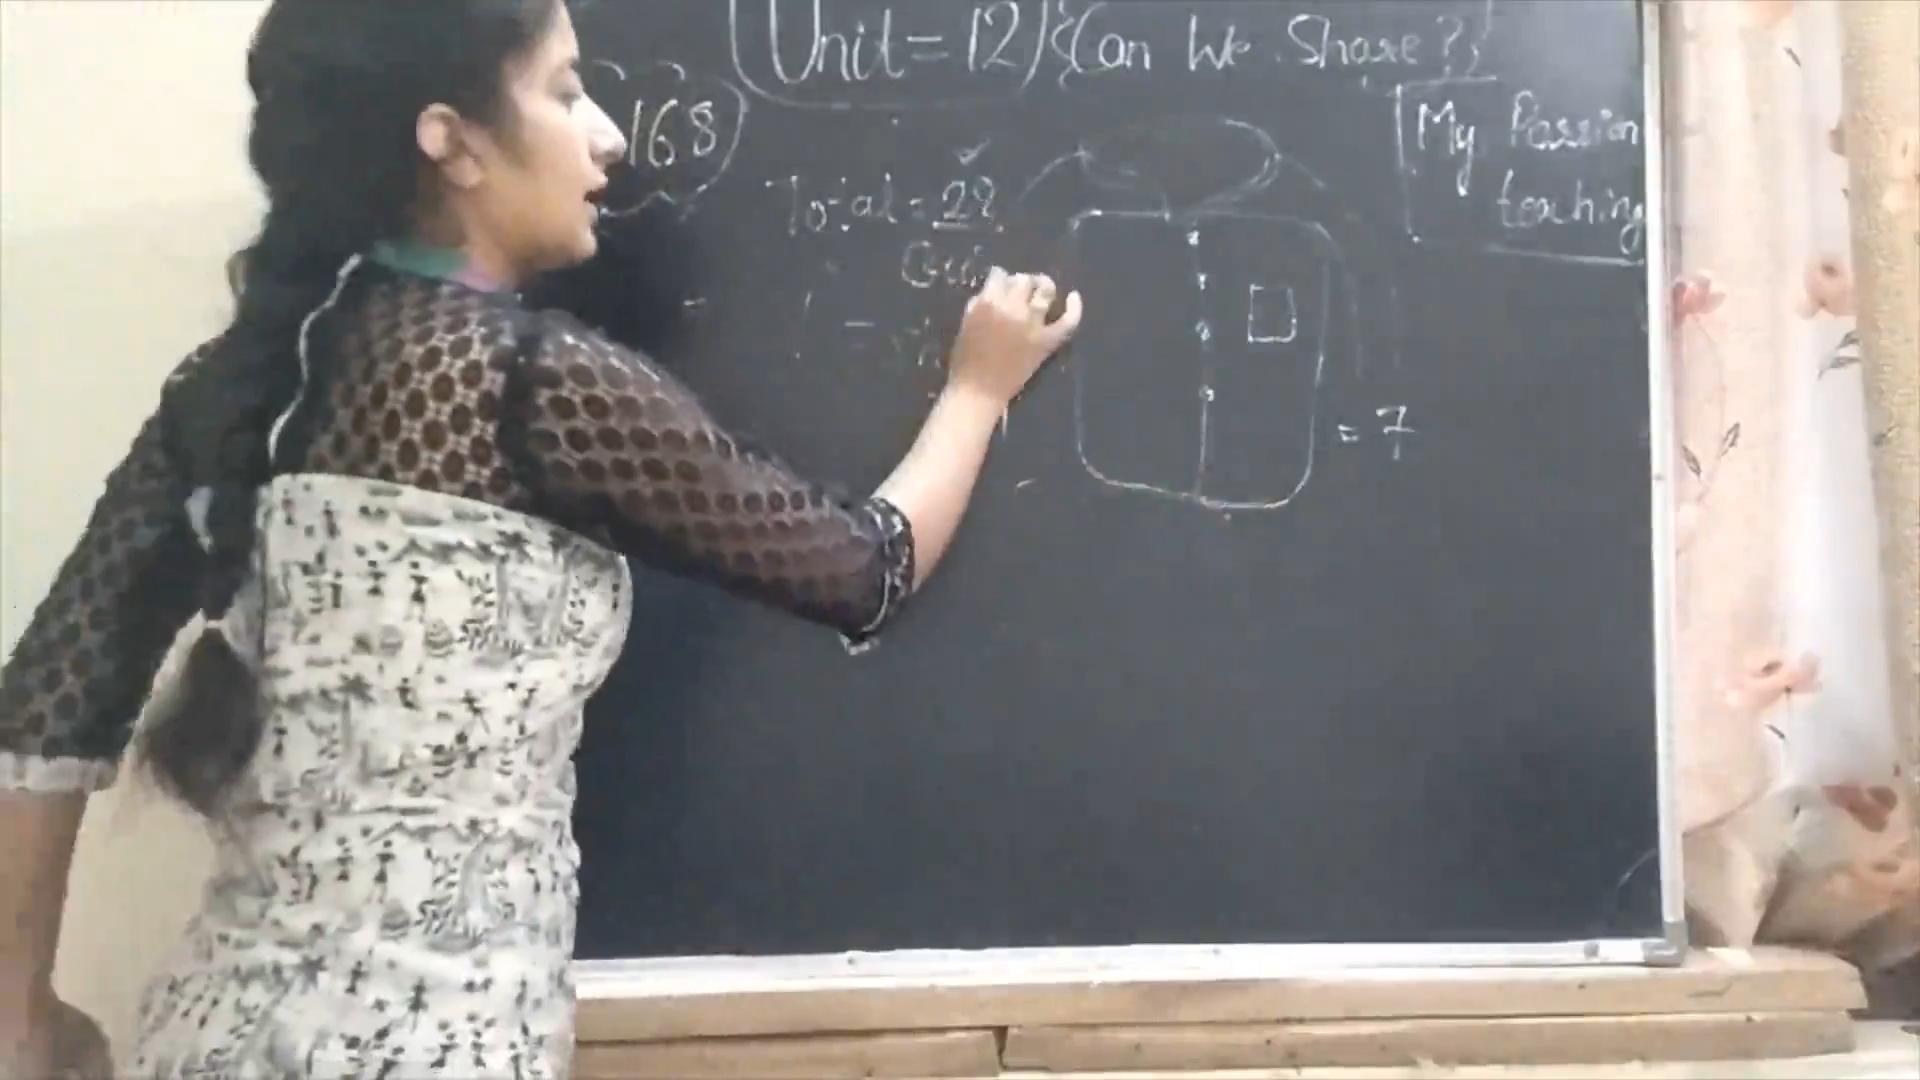 Unit = 12 } { Can We Share ? }
168
My Passion
teaching
Total = 28
= 7